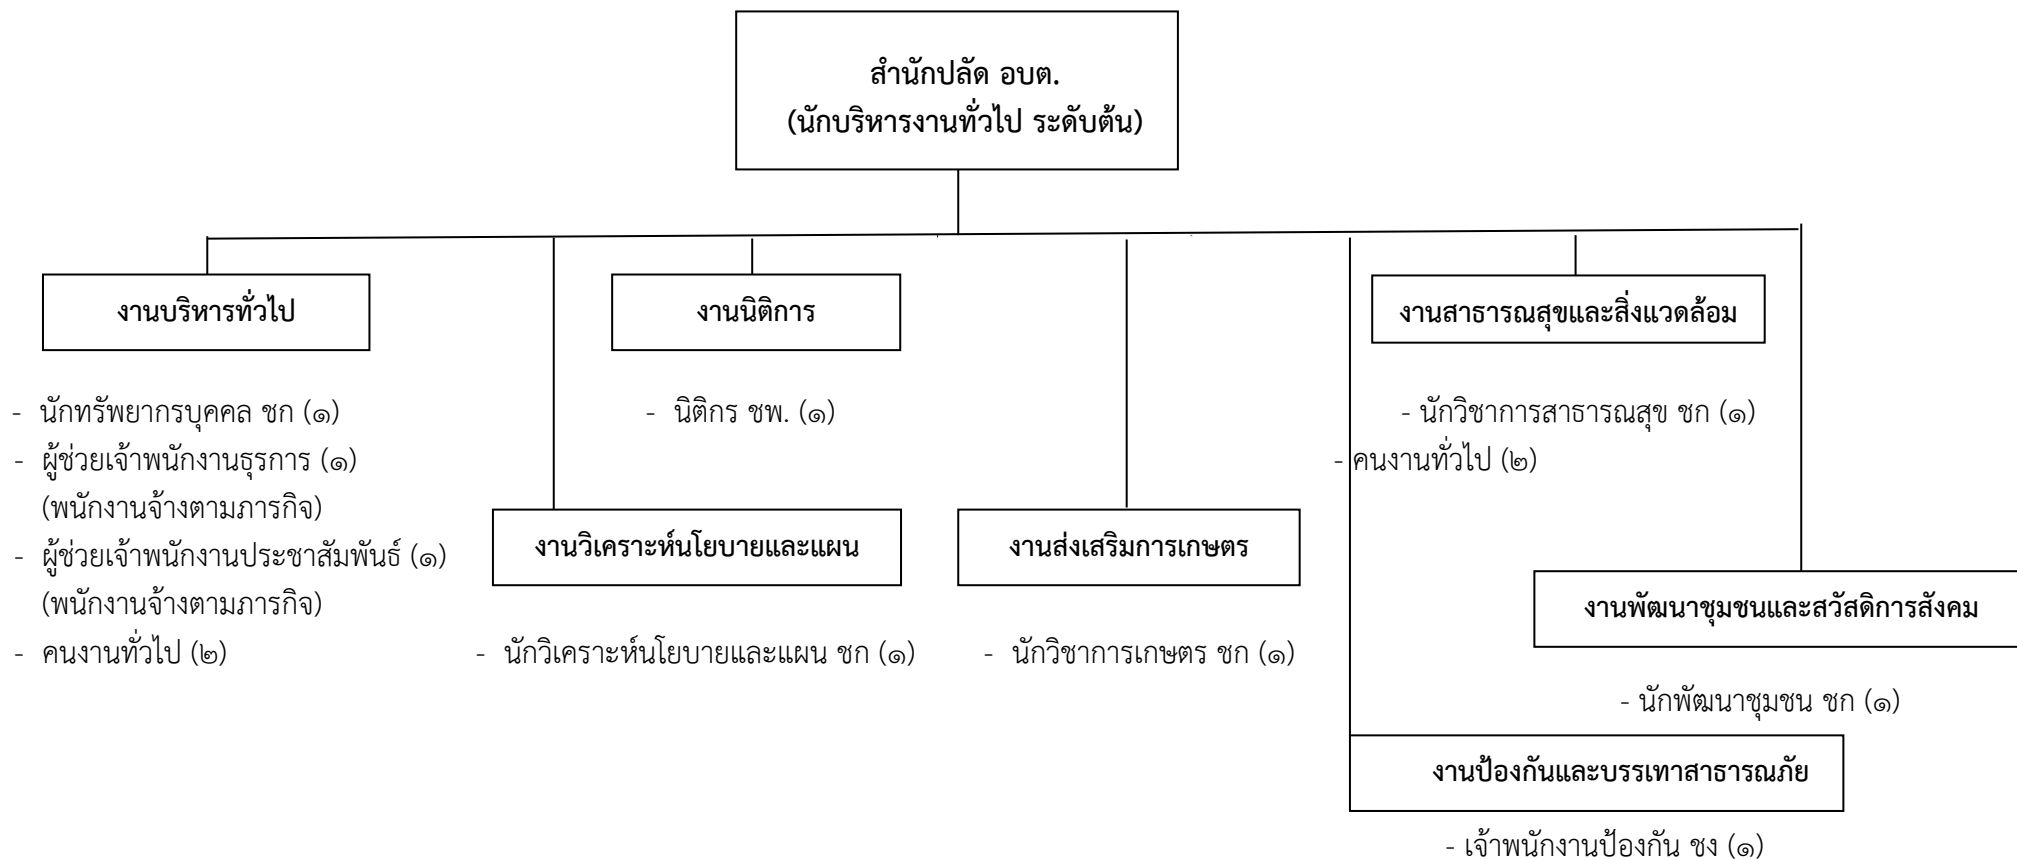 สำนักปลัด อบต.
(นักบริหารงานทั่วไป ระดับต้น)
งานบริหารทั่วไป
- นักทรัพยากรบุคคล ชก (๑)
- ผู้ช่วยเจ้าพนักงานธุรการ (๑)
(พนักงานจ้างตามภารกิจ)
- ผู้ช่วยเจ้าพนักงานประชาสัมพันธ์ (๑)
(พนักงานจ้างตามภารกิจ)
- คนงานทั่วไป (๒)
งานวิเคราะห์นโยบายและแผน
- นักวิเคราะห์นโยบายและแผน ชก (๑)
งานนิติการ
- นิติกร ชพ. (๑)
งานส่งเสริมการเกษตร
- นักวิชาการเกษตร ชก (๑)
งานสาธารณสุขและสิ่งแวดล้อม
- นักวิชาการสาธารณสุข ชก (๑)
- คนงานทั่วไป (๒)
งานพัฒนาชุมชนและสวัสดิการสังคม
- นักพัฒนาชุมชน ชก (๑)
งานป้องกันและบรรเทาสาธารณภัย
- เจ้าพนักงานป้องกัน ชง (๑)